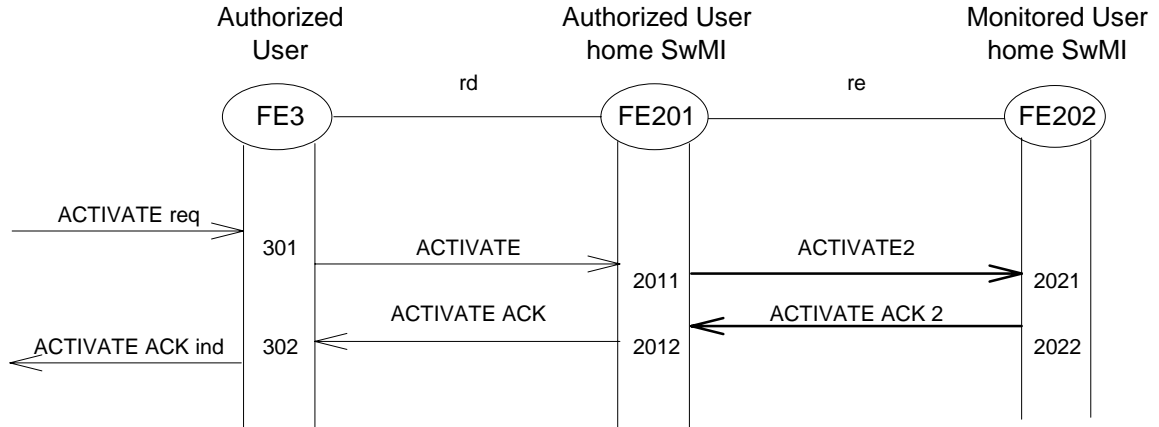 Authorized
User
Authorized User
home SwMI
Monitored User
home SwMI
rd
re
FE3
FE201
FE202
ACTIVATE req
301
ACTIVATE
2011
ACTIVATE2
2021
ACTIVATE ACK ind
302
ACTIVATE ACK
2012
ACTIVATE ACK 2
2022